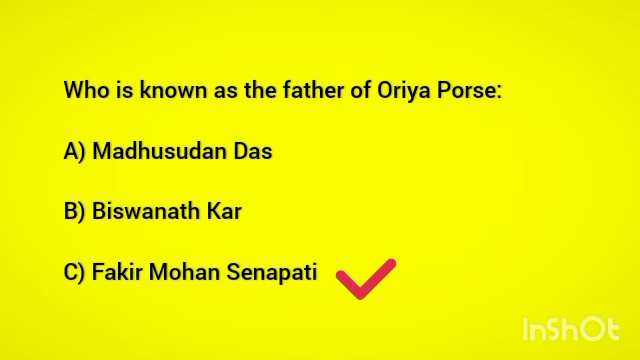 Who is known as the father of Oriya Porse:
A) Madhusudan Das
B) Biswanath Kar
C) Fakir Mohan Senapati
InShOt